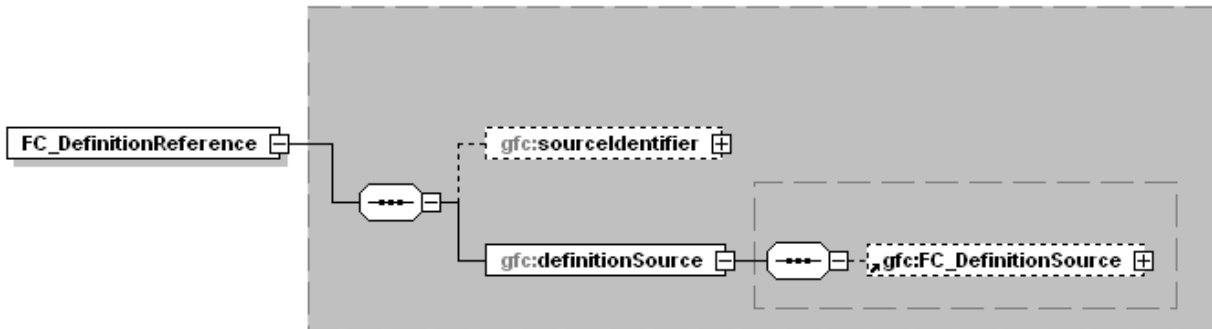 FC_DefinitionReference
gfc:sourceIdentifier
gfc:definitionSource
gfc:FC_DefinitionSource